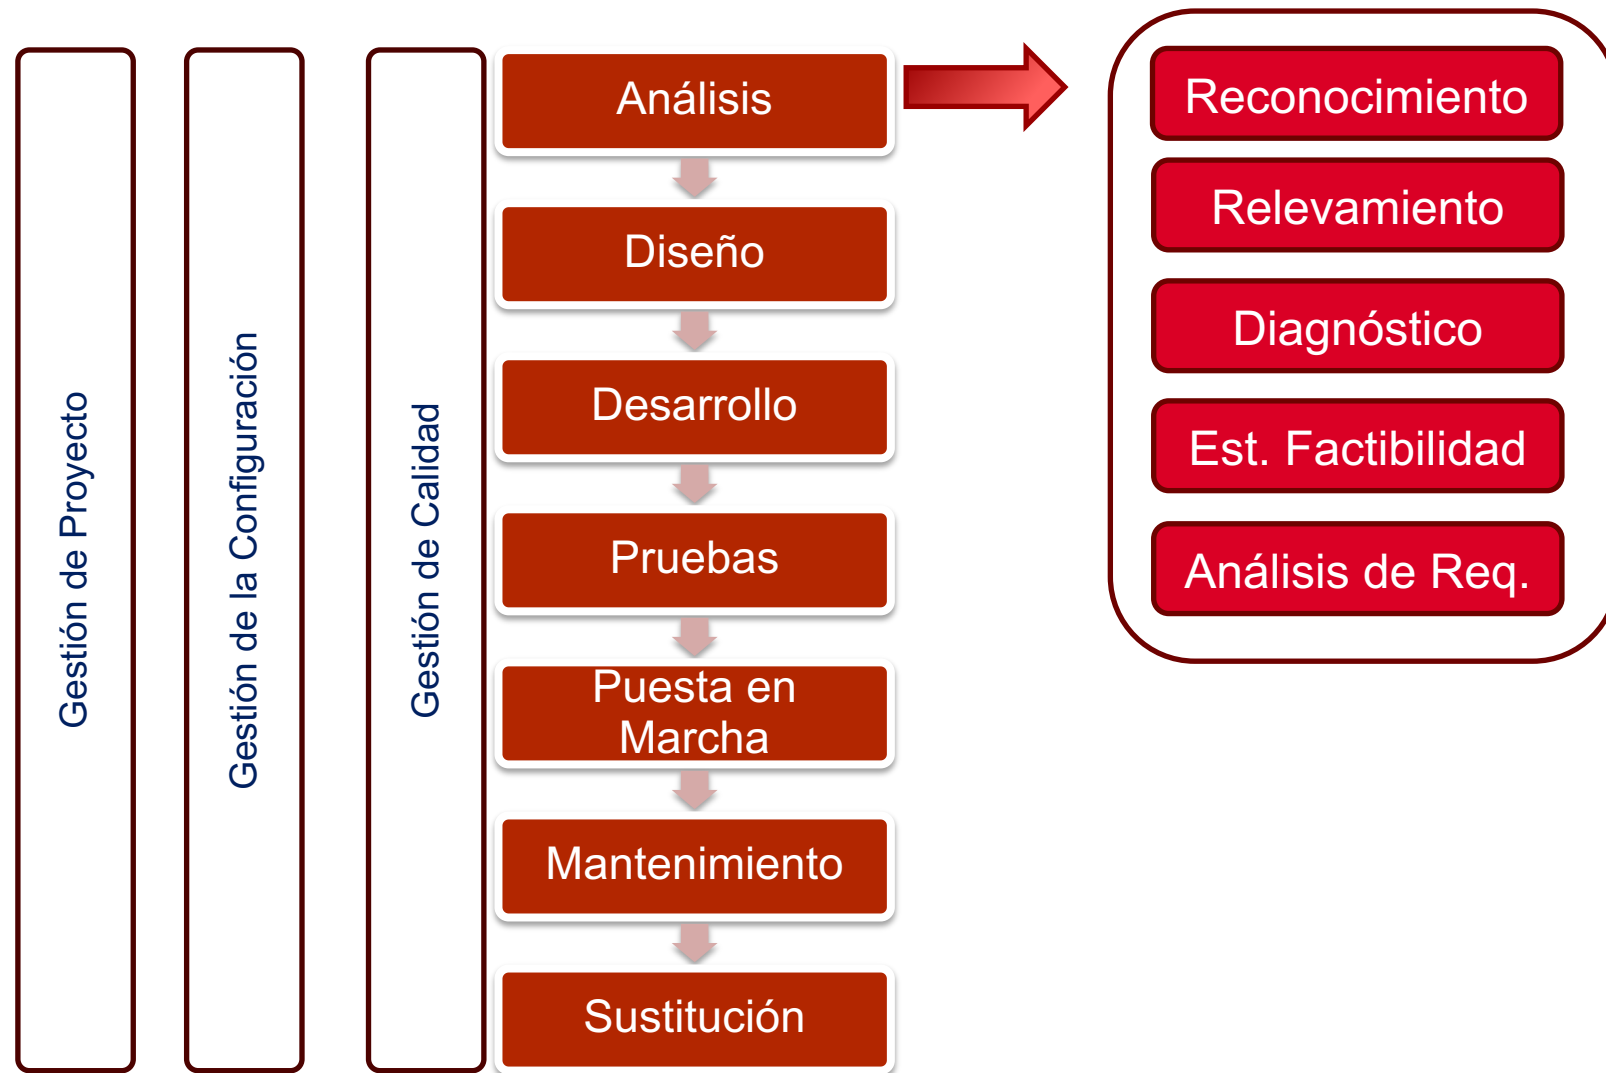 Gestión de Proyecto
Gestión de la Configuración
Gestión de Calidad
Análisis
Diseño
Desarrollo
Pruebas
Puesta en
Marcha
Mantenimiento
Sustitución
Reconocimiento
Relevamiento
Diagnóstico
Est. Factibilidad
Análisis de Req.